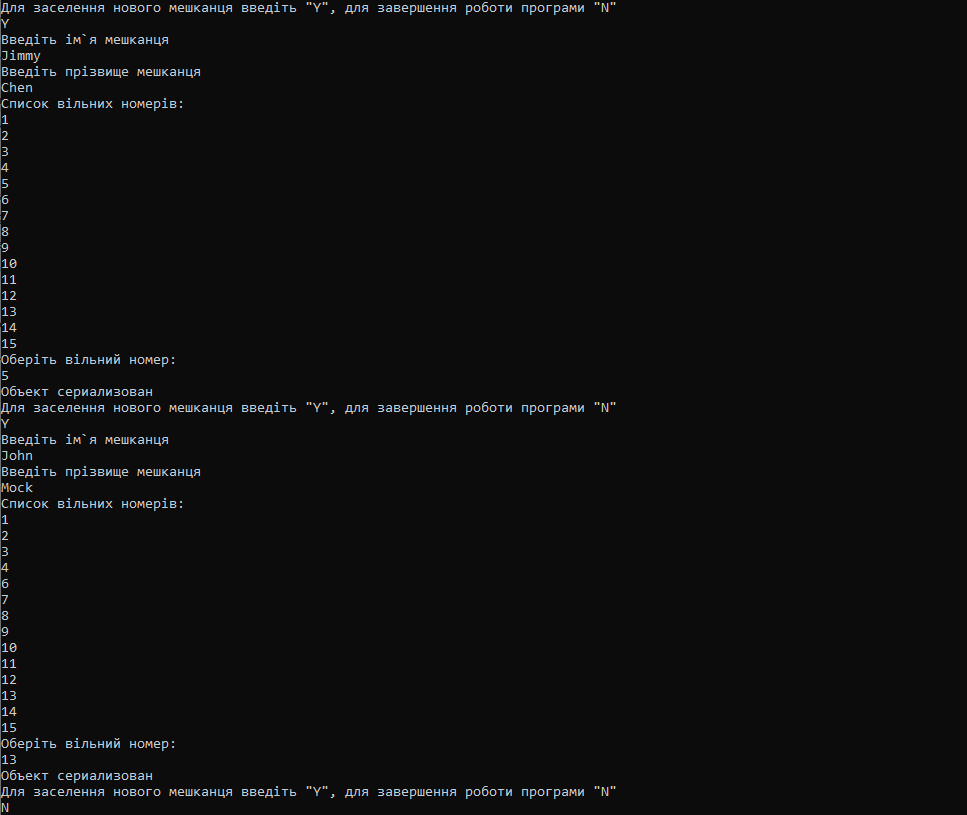 Для заселення нового мешканця введіть "Y", для завершення роботи програми "N"
Y
Введіть ім`я мешканця
Jimmy
Введіть прізвище мешканця
Chen
Список вільних номерів:
1
2
3
4
5
6
7
8
9
10
11
12
13
14
15
Оберіть вільний номер:
5
Объект сериализован
Для заселення нового мешканця введіть "Y", для завершення роботи програми "N"
Y
Введіть ім`я мешканця
John
Введіть прізвище мешканця
Mock
Список вільних номерів:
1
2
3
4
6
7
8
9
10
11
12
13
14
15
Оберіть вільний номер:
13
Объект сериализован
Для заселення нового мешканця введіть "Y", для завершення роботи програми "N"
N